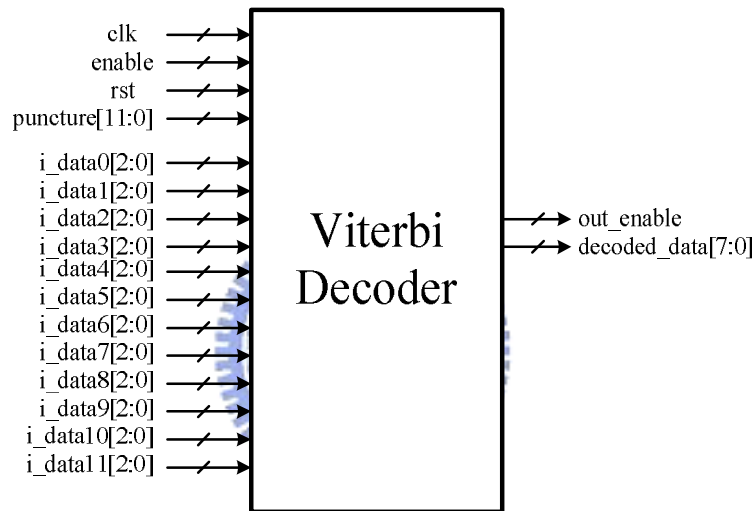 clk
enable
rst
puncture[11:0]
i_data0[2:0]
i_data1[2:0]
i_data2[2:0]
i_data3[2:0]
i_data4[2:0]
i_data5[2:0]
i_data6[2:0]
i_data7[2:0]
i_data8[2:0]
i_data9[2:0]
i_data10[2:0]
i_data11[2:0]
Viterbi
Decoder
out_enable
decoded_data[7:0]